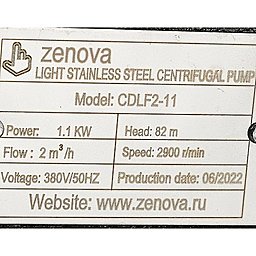 zenova
LIGHT STAINLESS STEEL CENTRIFUGAL PUMP
Model: CDLF2-11
Power: 1.1 KW Head: 82 m
Flow : 2 m³/h Speed: 2900 r/min
Voltage: 380V/50HZ Production date: 06/2022
Website: www.zenova.ru